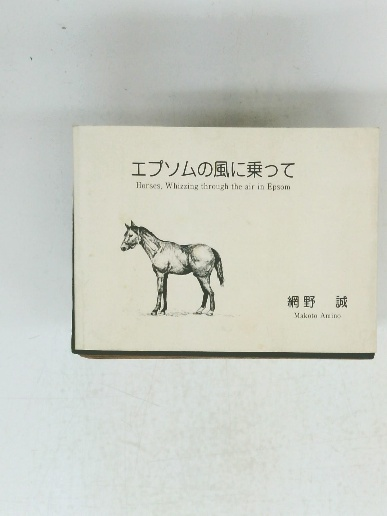 エプソムの風に乗って
Horses, Whizzing through the air in Epsom
網野 誠
Makoto Amino